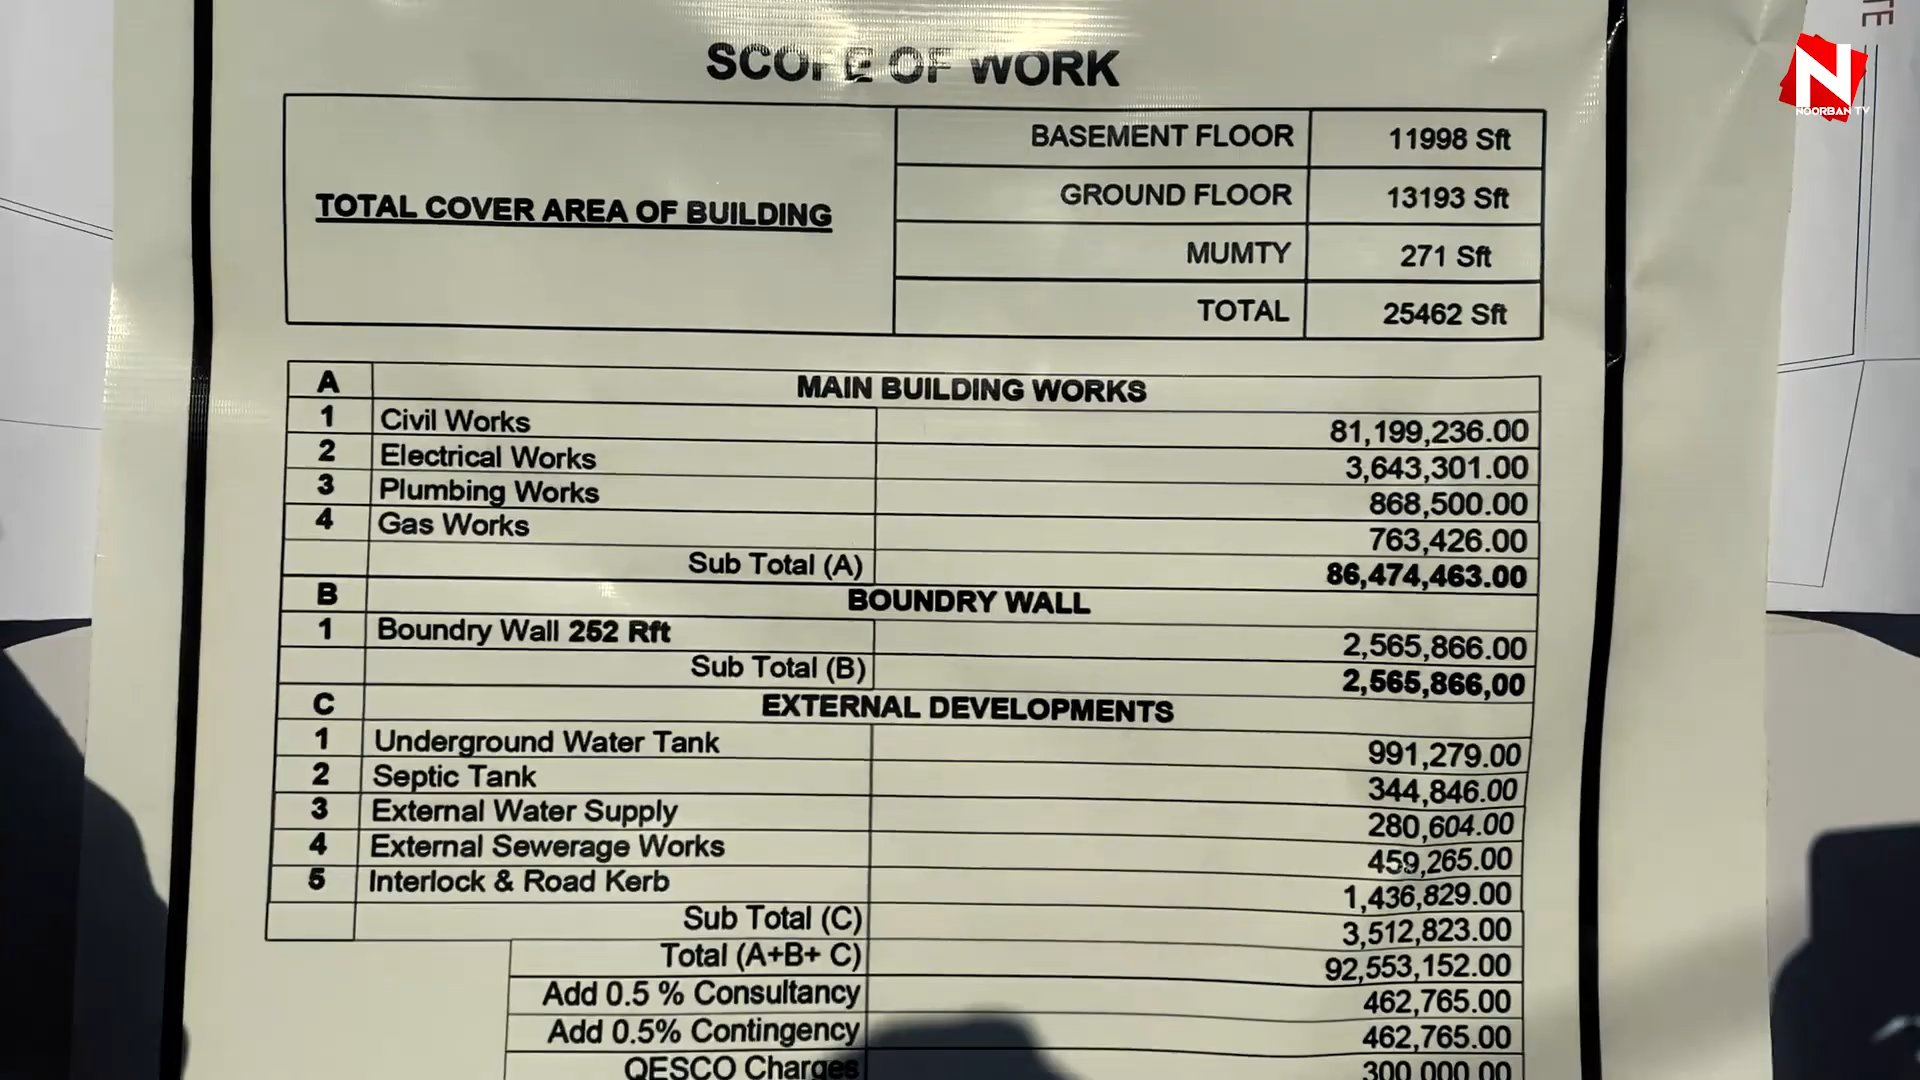 SCOPE OF WORK
TOTAL COVER AREA OF BUILDING
BASEMENT FLOOR 11998 Sft
GROUND FLOOR 13193 Sft
MUMTY 271 Sft
TOTAL 25462 Sft
A MAIN BUILDING WORKS
1 Civil Works 81,199,236.00
2 Electrical Works 3,643,301.00
3 Plumbing Works 868,500.00
4 Gas Works 763,426.00
Sub Total (A) 86,474,463.00
B BOUNDRY WALL
1 Boundry Wall 252 Rft 2,565,866.00
Sub Total (B) 2,565,866,00
C EXTERNAL DEVELOPMENTS
1 Underground Water Tank 991,279.00
2 Septic Tank 344,846.00
3 External Water Supply 280,604.00
4 External Sewerage Works 459,265.00
5 Interlock & Road Kerb 1,436,829.00
Sub Total (C) 3,512,823.00
Total (A+B+ C) 92,553,152.00
Add 0.5 % Consultancy 462,765.00
Add 0.5% Contingency 462,765.00
QESCO Charges 300,000.00
N
NOORBAN TV